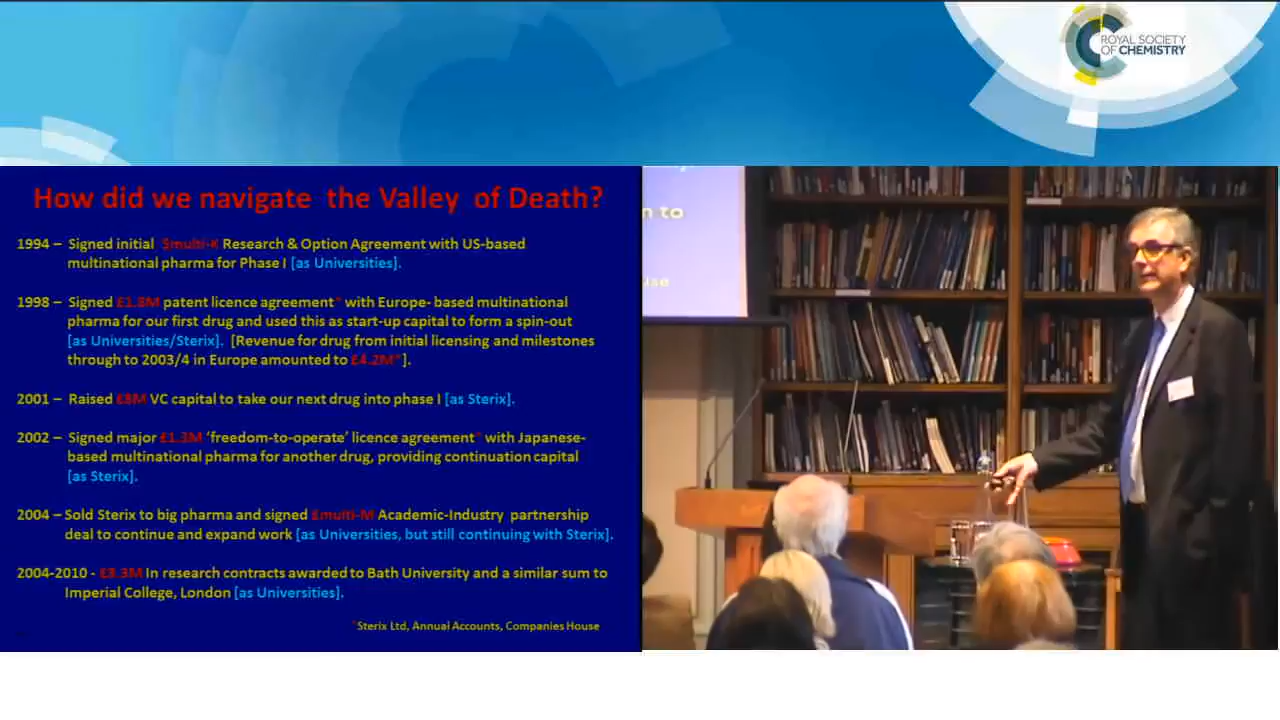 ROYAL SOCIETY
OF CHEMISTRY
How did we navigate the Valley of Death?
1994 – Signed initial $multi-K Research & Option Agreement with US-based
multinational pharma for Phase I [as Universities].
1998 – Signed £1.8M patent licence agreement* with Europe- based multinational
pharma for our first drug and used this as start-up capital to form a spin-out
[as Universities/Sterix]. [Revenue for drug from initial licensing and milestones
through to 2003/4 in Europe amounted to £4.2M*].
2001 – Raised £8M VC capital to take our next drug into phase I [as Sterix].
2002 – Signed major £1.3M ‘freedom-to-operate’ licence agreement* with Japanese-
based multinational pharma for another drug, providing continuation capital
[as Sterix].
2004 – Sold Sterix to big pharma and signed £multi-M Academic-Industry partnership
deal to continue and expand work [as Universities, but still continuing with Sterix].
2004-2010 - £3.3M In research contracts awarded to Bath University and a similar sum to
Imperial College, London [as Universities].
*Sterix Ltd, Annual Accounts, Companies House
n to
use